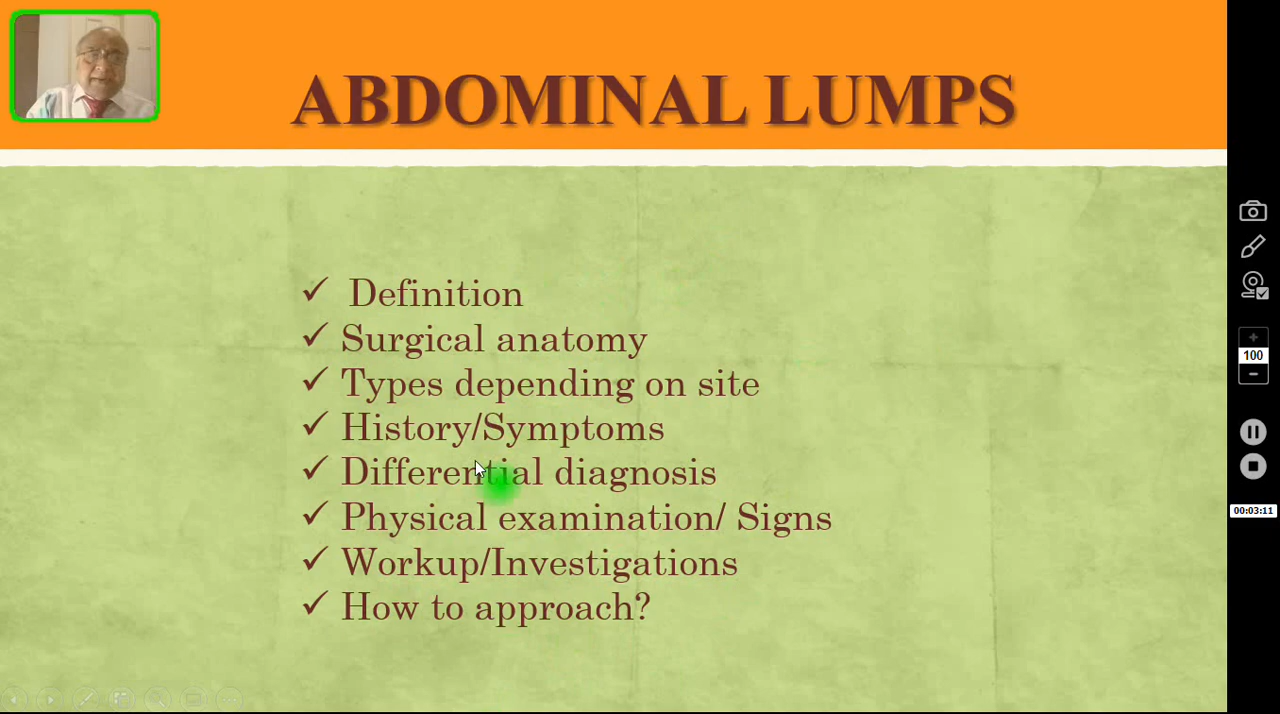 ABDOMINAL LUMPS
✓ Definition
✓ Surgical anatomy
✓ Types depending on site
✓ History/Symptoms
✓ Differential diagnosis
✓ Physical examination/ Signs
✓ Workup/Investigations
✓ How to approach?
100
00:03:11